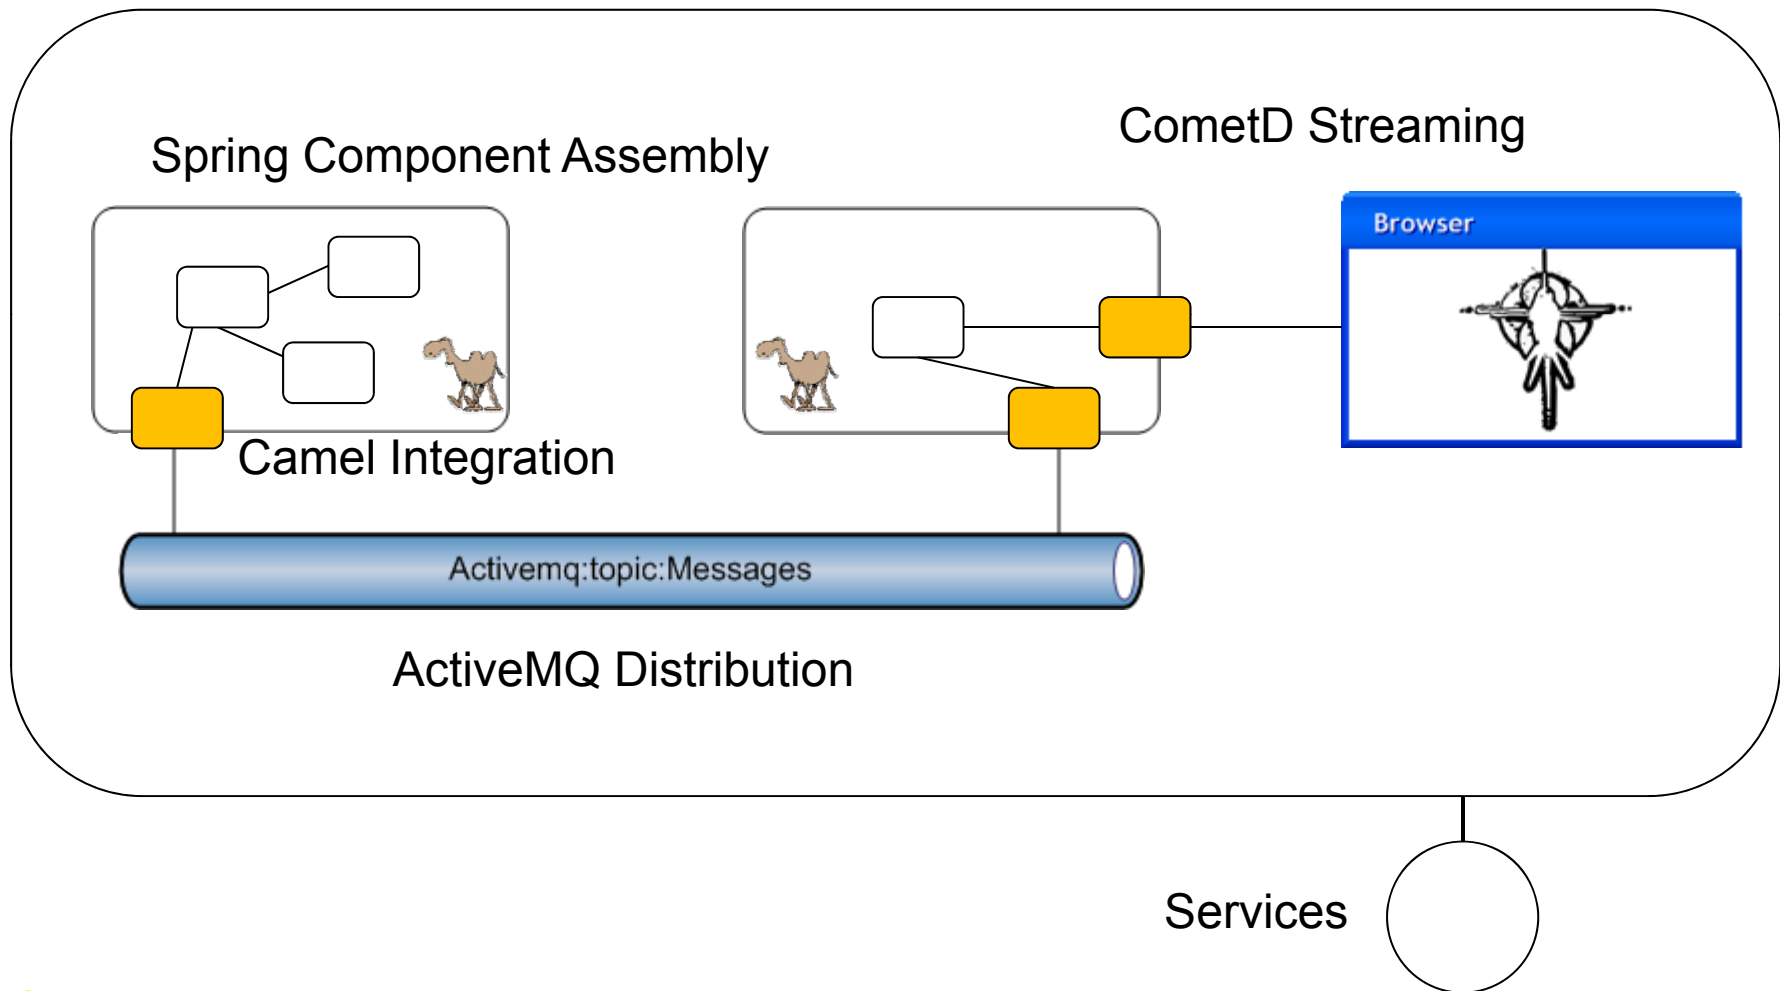 CometD Streaming
Spring Component Assembly
Browser
Camel Integration
Activemq:topic:Messages
ActiveMQ Distribution
Services